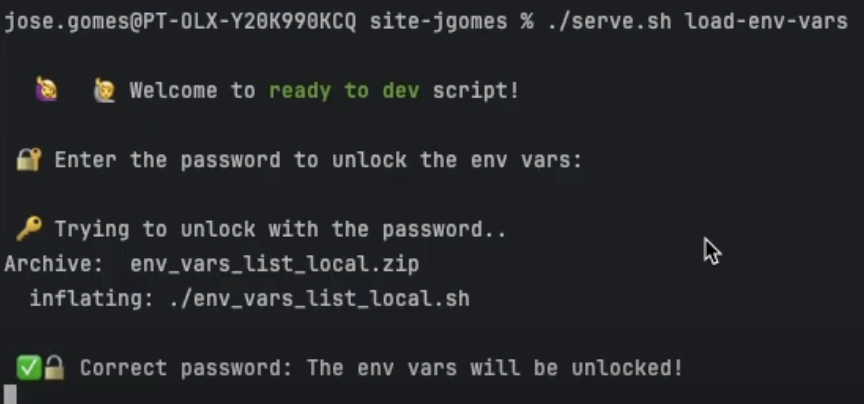 jose.gomes@PT-OLX-Y20K990KCQ site-jgomes % ./serve.sh load-env-vars
🙋‍♀️ 🙋‍♂️ Welcome to ready to dev script!
🔐 Enter the password to unlock the env vars:
🔑 Trying to unlock with the password..
Archive:  env_vars_list_local.zip
  inflating: ./env_vars_list_local.sh
✅🔓 Correct password: The env vars will be unlocked!